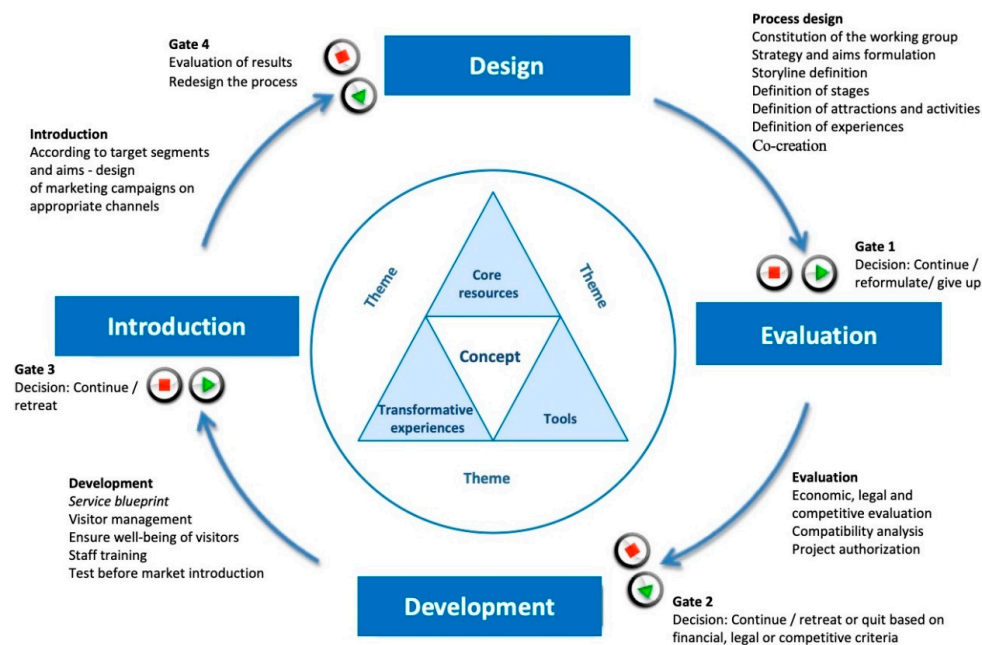 Design
Process design
Constitution of the working group
Strategy and aims formulation
Storyline definition
Definition of stages
Definition of attractions and activities
Definition of experiences
Co-creation
Gate 1
Decision: Continue /
reformulate/ give up
Evaluation
Evaluation
Economic, legal and
competitive evaluation
Compatibility analysis
Project authorization
Gate 2
Decision: Continue / retreat or quit based on
financial, legal or competitive criteria
Development
Development
Service blueprint
Visitor management
Ensure well-being of visitors
Staff training
Test before market introduction
Gate 3
Decision: Continue /
retreat
Introduction
Introduction
According to target segments
and aims - design
of marketing campaigns on
appropriate channels
Gate 4
Evaluation of results
Redesign the process
Theme
Theme
Core
resources
Concept
Transformative
experiences
Tools
Theme